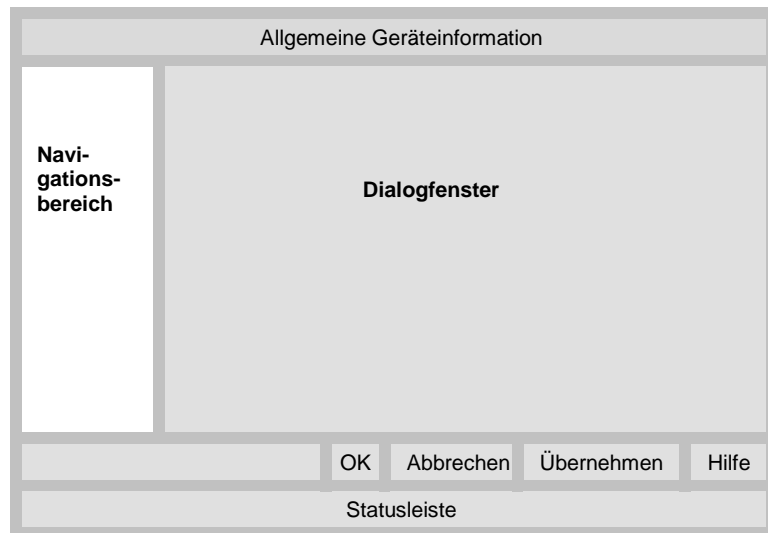 Allgemeine Geräteinformation
Navi-
gations-
bereich
Dialogfenster
OK Abbrechen Übernehmen Hilfe
Statusleiste